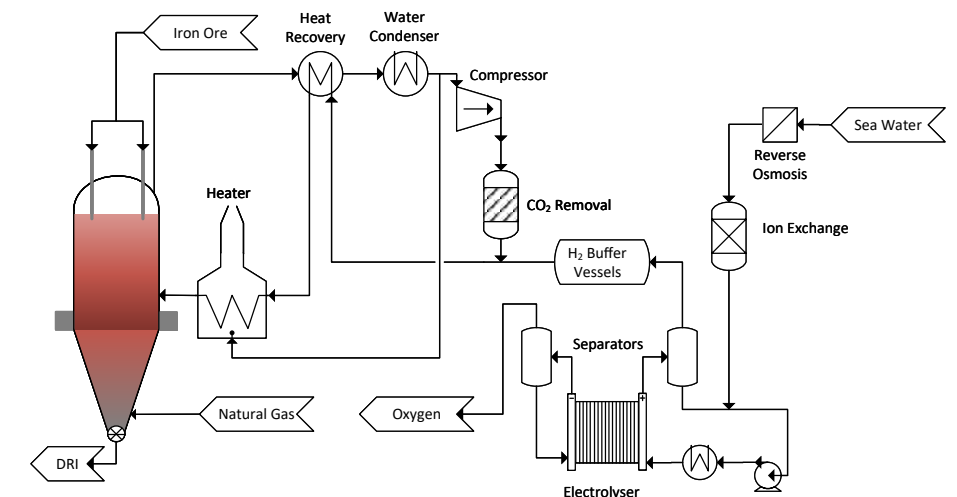 Iron Ore
Heat
Recovery
Water
Condenser
Compressor
Sea Water
Reverse
Osmosis
Heater
CO₂ Removal
Ion Exchange
H₂ Buffer
Vessels
Separators
Natural Gas
Oxygen
-
+
DRI
Electrolyser